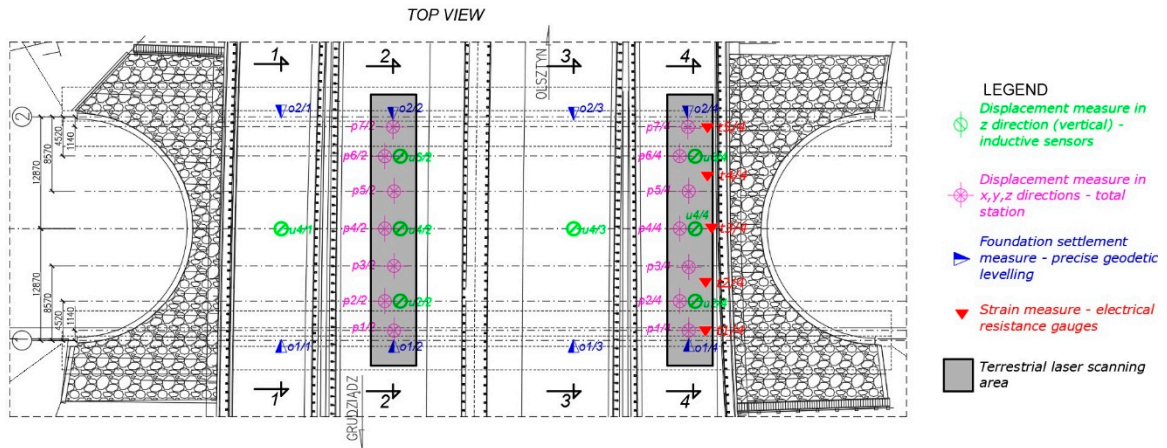 TOP VIEW
OLSZTYN
1 2 3 4
o2/1 o2/2 o2/3 o2/4
2
p7/2 p7/4
4520
1140
8570
12870
p6/2 p6/4
p5/2 p5/4
p4/2 p4/4
u4/1 u4/2 u4/3 u4/4
p3/2 p3/4
p2/2 u2/2 p2/4
p1/2 p1/4
12870
8570
4520
1140
1
o1/1 o1/2 o1/3 o1/4
1 2 3 4
GRUDZIĄDZ
LEGEND
Displacement measure in
z direction (vertical) -
inductive sensors
Displacement measure in
x,y,z directions - total
station
Foundation settlement
measure - precise geodetic
levelling
Strain measure - electrical
resistance gauges
Terrestrial laser scanning
area